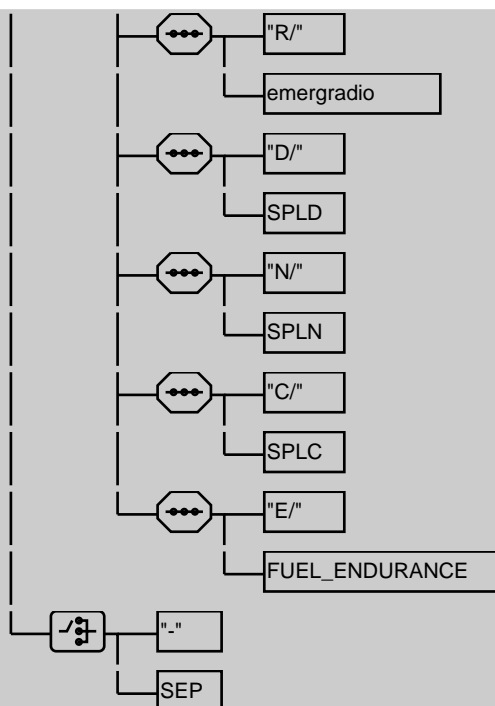 "R/"
emergradio
"D/"
SPLD
"N/"
SPLN
"C/"
SPLC
"E/"
FUEL_ENDURANCE
"-"
SEP